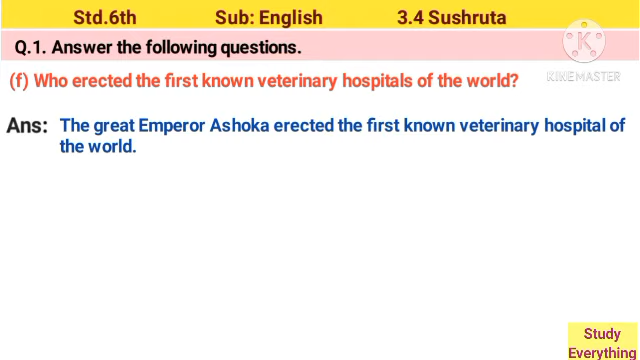 Std.6th Sub: English 3.4 Sushruta
Q.1. Answer the following questions.
K
KINEMASTER
(f) Who erected the first known veterinary hospitals of the world?
Ans: The great Emperor Ashoka erected the first known veterinary hospital of
the world.
Study
Everything